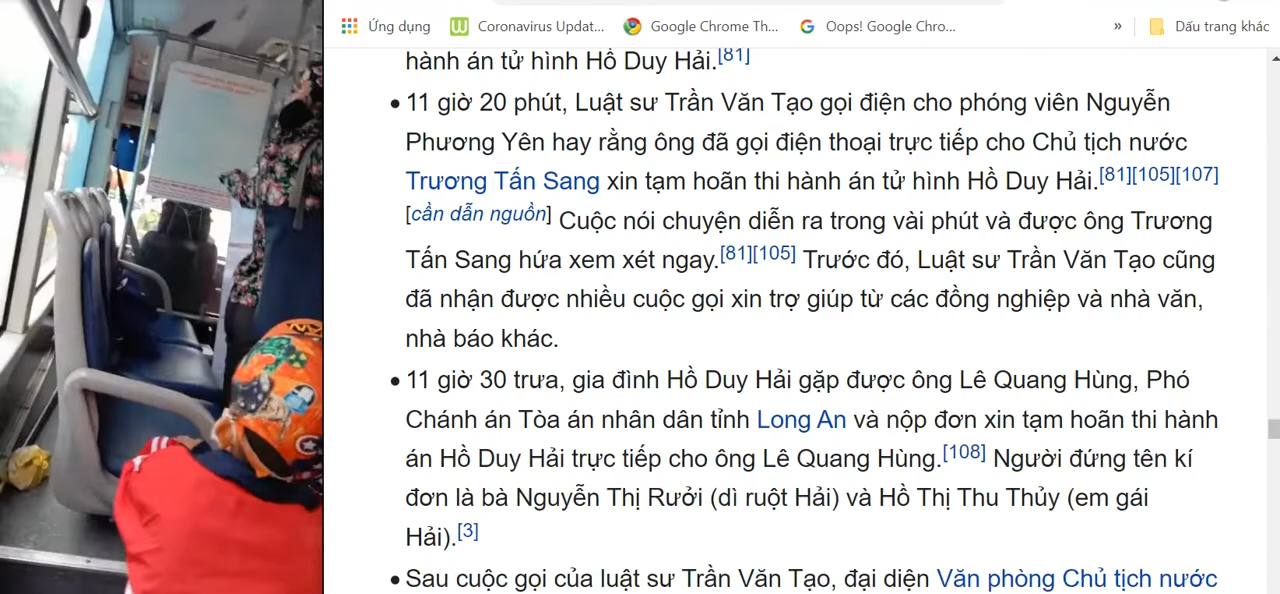 Ứng dụng
Coronavirus Updat...
Google Chrome Th...
Oops! Google Chro...
»
Dấu trang khác
hành án tử hình Hồ Duy Hải.[81]
• 11 giờ 20 phút, Luật sư Trần Văn Tạo gọi điện cho phóng viên Nguyễn
Phương Yên hay rằng ông đã gọi điện thoại trực tiếp cho Chủ tịch nước
Trương Tấn Sang xin tạm hoãn thi hành án tử hình Hồ Duy Hải.[81][105][107]
[cần dẫn nguồn] Cuộc nói chuyện diễn ra trong vài phút và được ông Trương
Tấn Sang hứa xem xét ngay.[81][105] Trước đó, Luật sư Trần Văn Tạo cũng
đã nhận được nhiều cuộc gọi xin trợ giúp từ các đồng nghiệp và nhà văn,
nhà báo khác.
• 11 giờ 30 trưa, gia đình Hồ Duy Hải gặp được ông Lê Quang Hùng, Phó
Chánh án Tòa án nhân dân tỉnh Long An và nộp đơn xin tạm hoãn thi hành
án Hồ Duy Hải trực tiếp cho ông Lê Quang Hùng.[108] Người đứng tên kí
đơn là bà Nguyễn Thị Rưởi (dì ruột Hải) và Hồ Thị Thu Thủy (em gái
Hải).[3]
• Sau cuộc gọi của luật sư Trần Văn Tạo, đại diện Văn phòng Chủ tịch nước